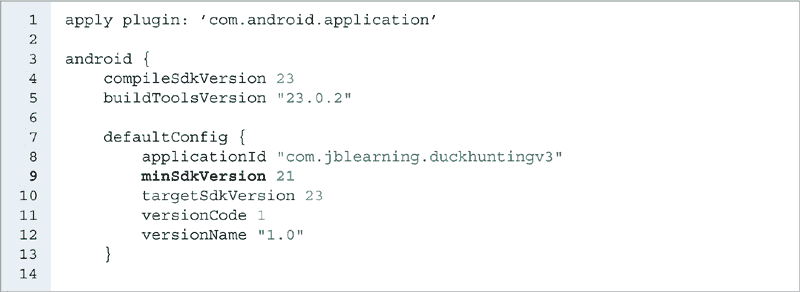 1 apply plugin: ‘com.android.application’
2
3 android {
4 compileSdkVersion 23
5 buildToolsVersion "23.0.2"
6
7 defaultConfig {
8 applicationId "com.jblearning.duckhuntingv3"
9 minSdkVersion 21
10 targetSdkVersion 23
11 versionCode 1
12 versionName "1.0"
13 }
14